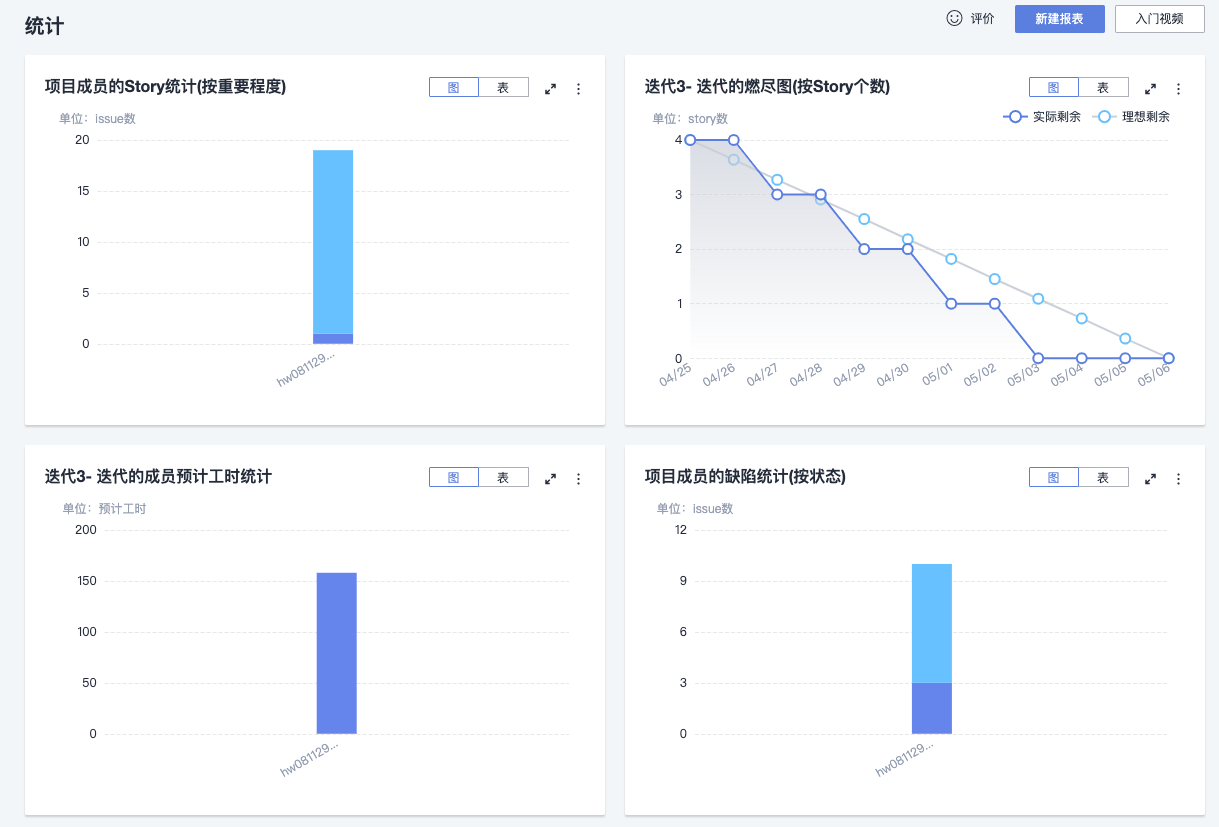 统计
评价
新建报表
入门视频
项目成员的Story统计(按重要程度)
图
表
单位：issue数
20
15
10
5
0
hw081129...
迭代3- 迭代的燃尽图(按Story个数)
图
表
单位：story数
实际剩余
理想剩余
4
3
2
1
0
04/25
04/26
04/27
04/28
04/29
04/30
05/01
05/02
05/03
05/04
05/05
05/06
迭代3- 迭代的成员预计工时统计
图
表
单位：预计工时
200
150
100
50
0
hw081129...
项目成员的缺陷统计(按状态)
图
表
单位：issue数
12
9
6
3
0
hw081129...